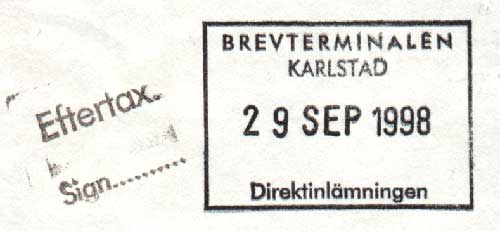 Eftertax.
Sign..........
BREVTERMINALEN
KARLSTAD
29 SEP 1998
Direktinlämningen